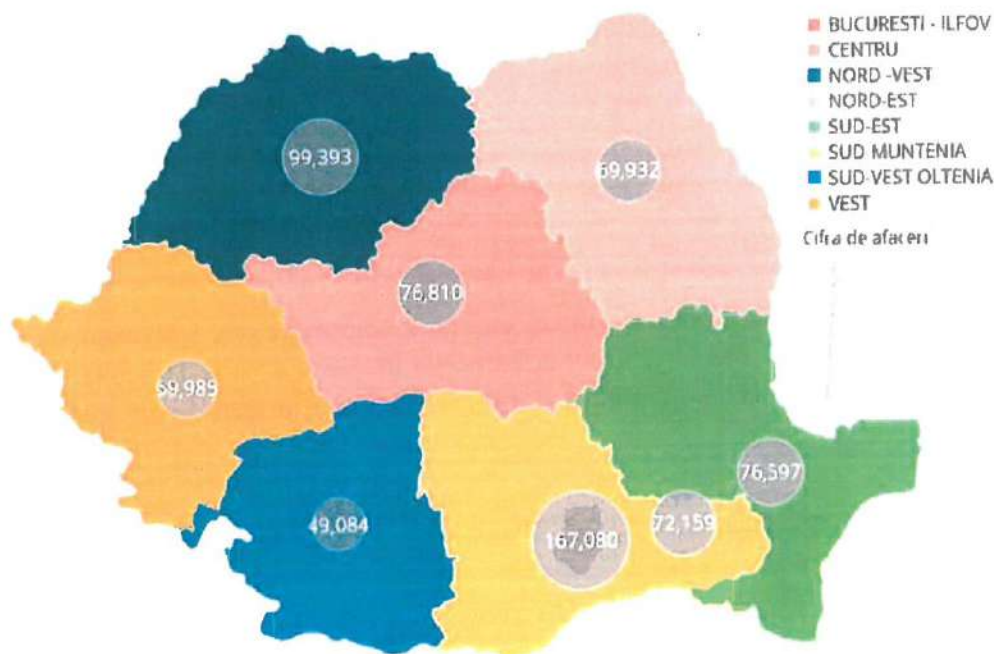 BUCURESTI - ILFOV
CENTRU
NORD -VEST
NORD-EST
SUD-EST
SUD MUNTENIA
SUD-VEST OLTENIA
VEST
Cifra de afaceri
99,393
69,932
76,810
59,985
76,597
49,084
72,159
167,080